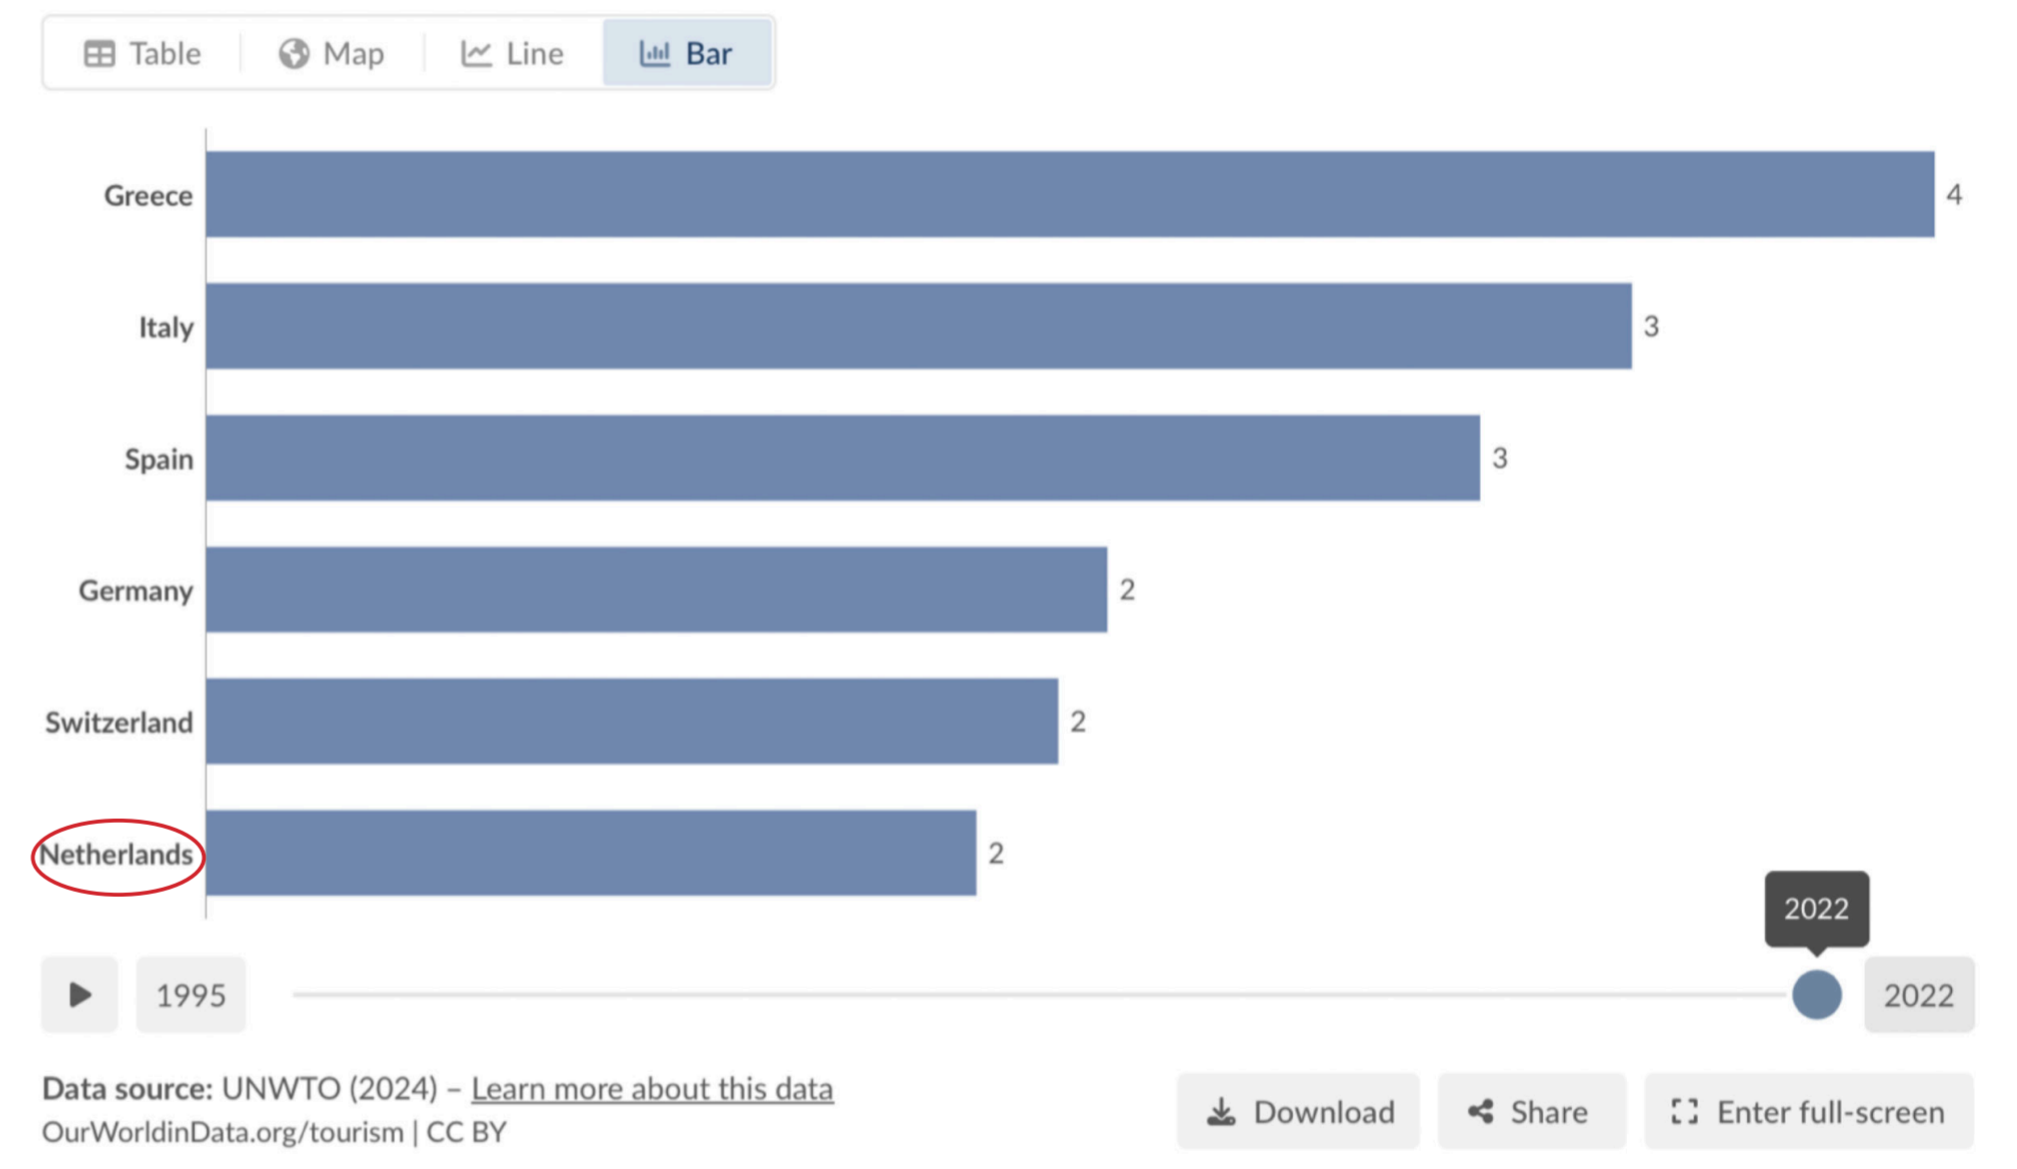 Table Map Line Bar
Greece 4
Italy 3
Spain 3
Germany 2
Switzerland 2
Netherlands 2
2022
1995 2022
Data source: UNWTO (2024) – Learn more about this data
OurWorldinData.org/tourism | CC BY
Download Share Enter full-screen